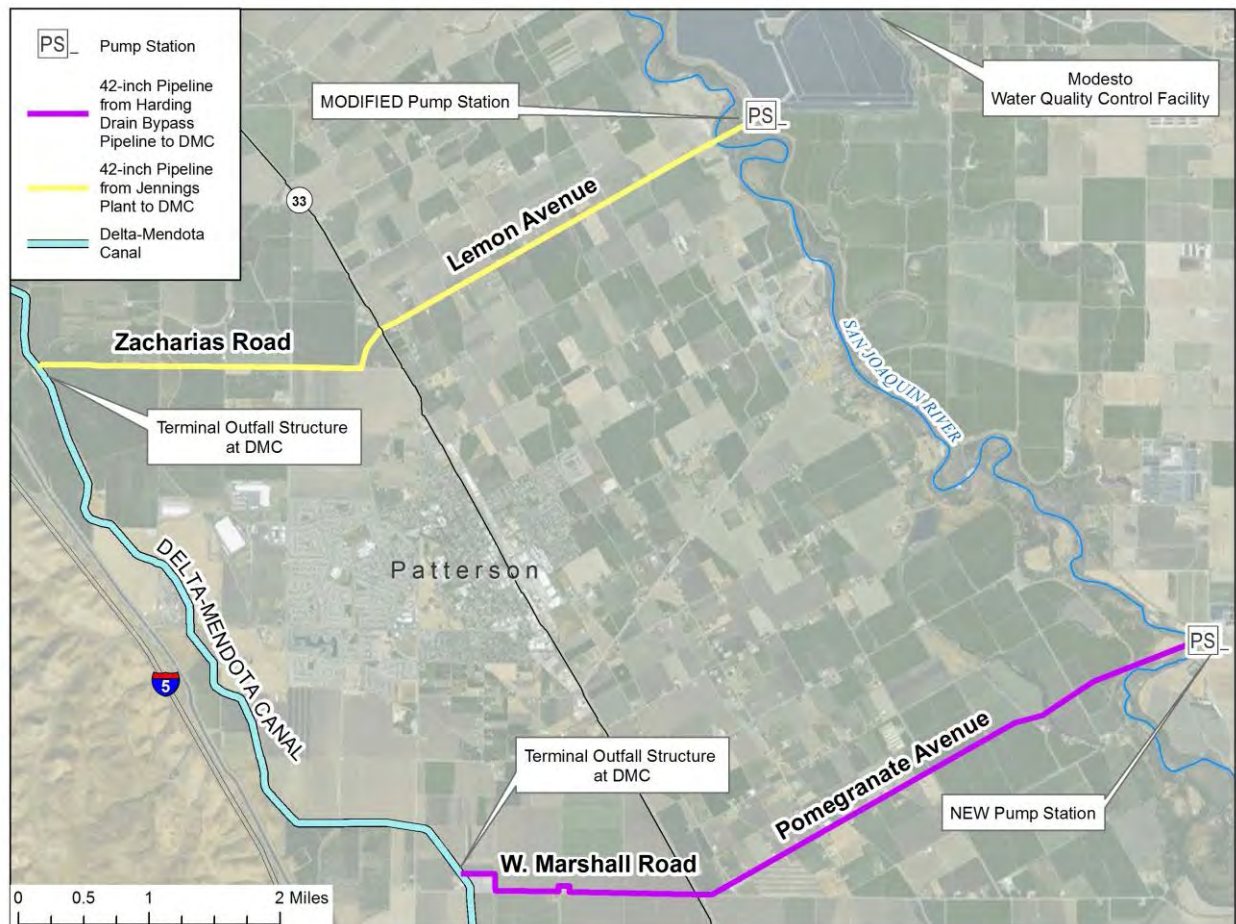 PS_ Pump Station
42-inch Pipeline
from Harding
Drain Bypass
Pipeline to DMC
42-inch Pipeline
from Jennings
Plant to DMC
Delta-Mendota
Canal
MODIFIED Pump Station
PS_
Modesto
Water Quality Control Facility
33
Lemon Avenue
Zacharias Road
Terminal Outfall Structure
at DMC
SAN JOAQUIN RIVER
Patterson
DELTA-MENDOTA CANAL
5
PS_
Terminal Outfall Structure
at DMC
Pomegranate Avenue
NEW Pump Station
W. Marshall Road
0 0.5 1 2 Miles